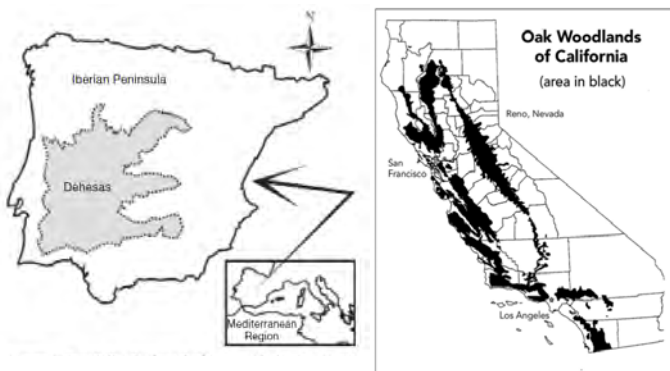 N
Iberian Peninsula
Dehesas
Mediterranean
Region
Oak Woodlands
of California
(area in black)
Reno, Nevada
San
Francisco
Los Angeles